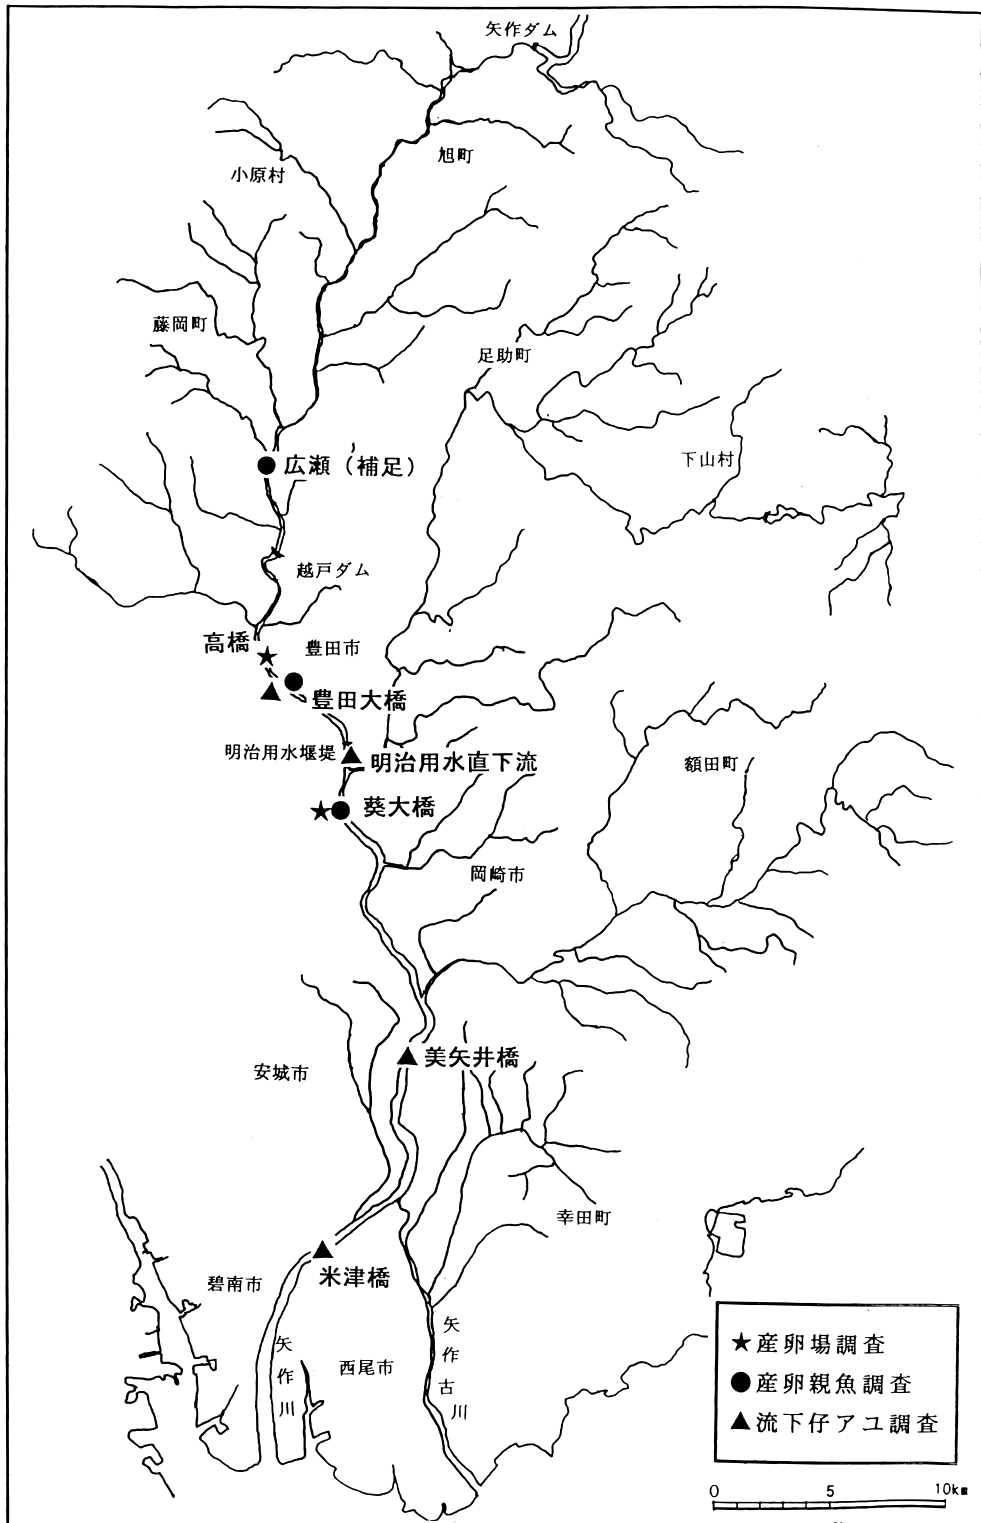 矢作ダム
旭町
小原村
藤岡町
足助町
下山村
広瀬（補足）
越戸ダム
高橋
豊田市
豊田大橋
明治用水堰堤
明治用水直下流
額田町
葵大橋
岡崎市
美矢井橋
安城市
幸田町
米津橋
碧南市
矢作川
西尾市
矢作古川
★産卵場調査
●産卵親魚調査
▲流下仔アユ調査
0 5 10km